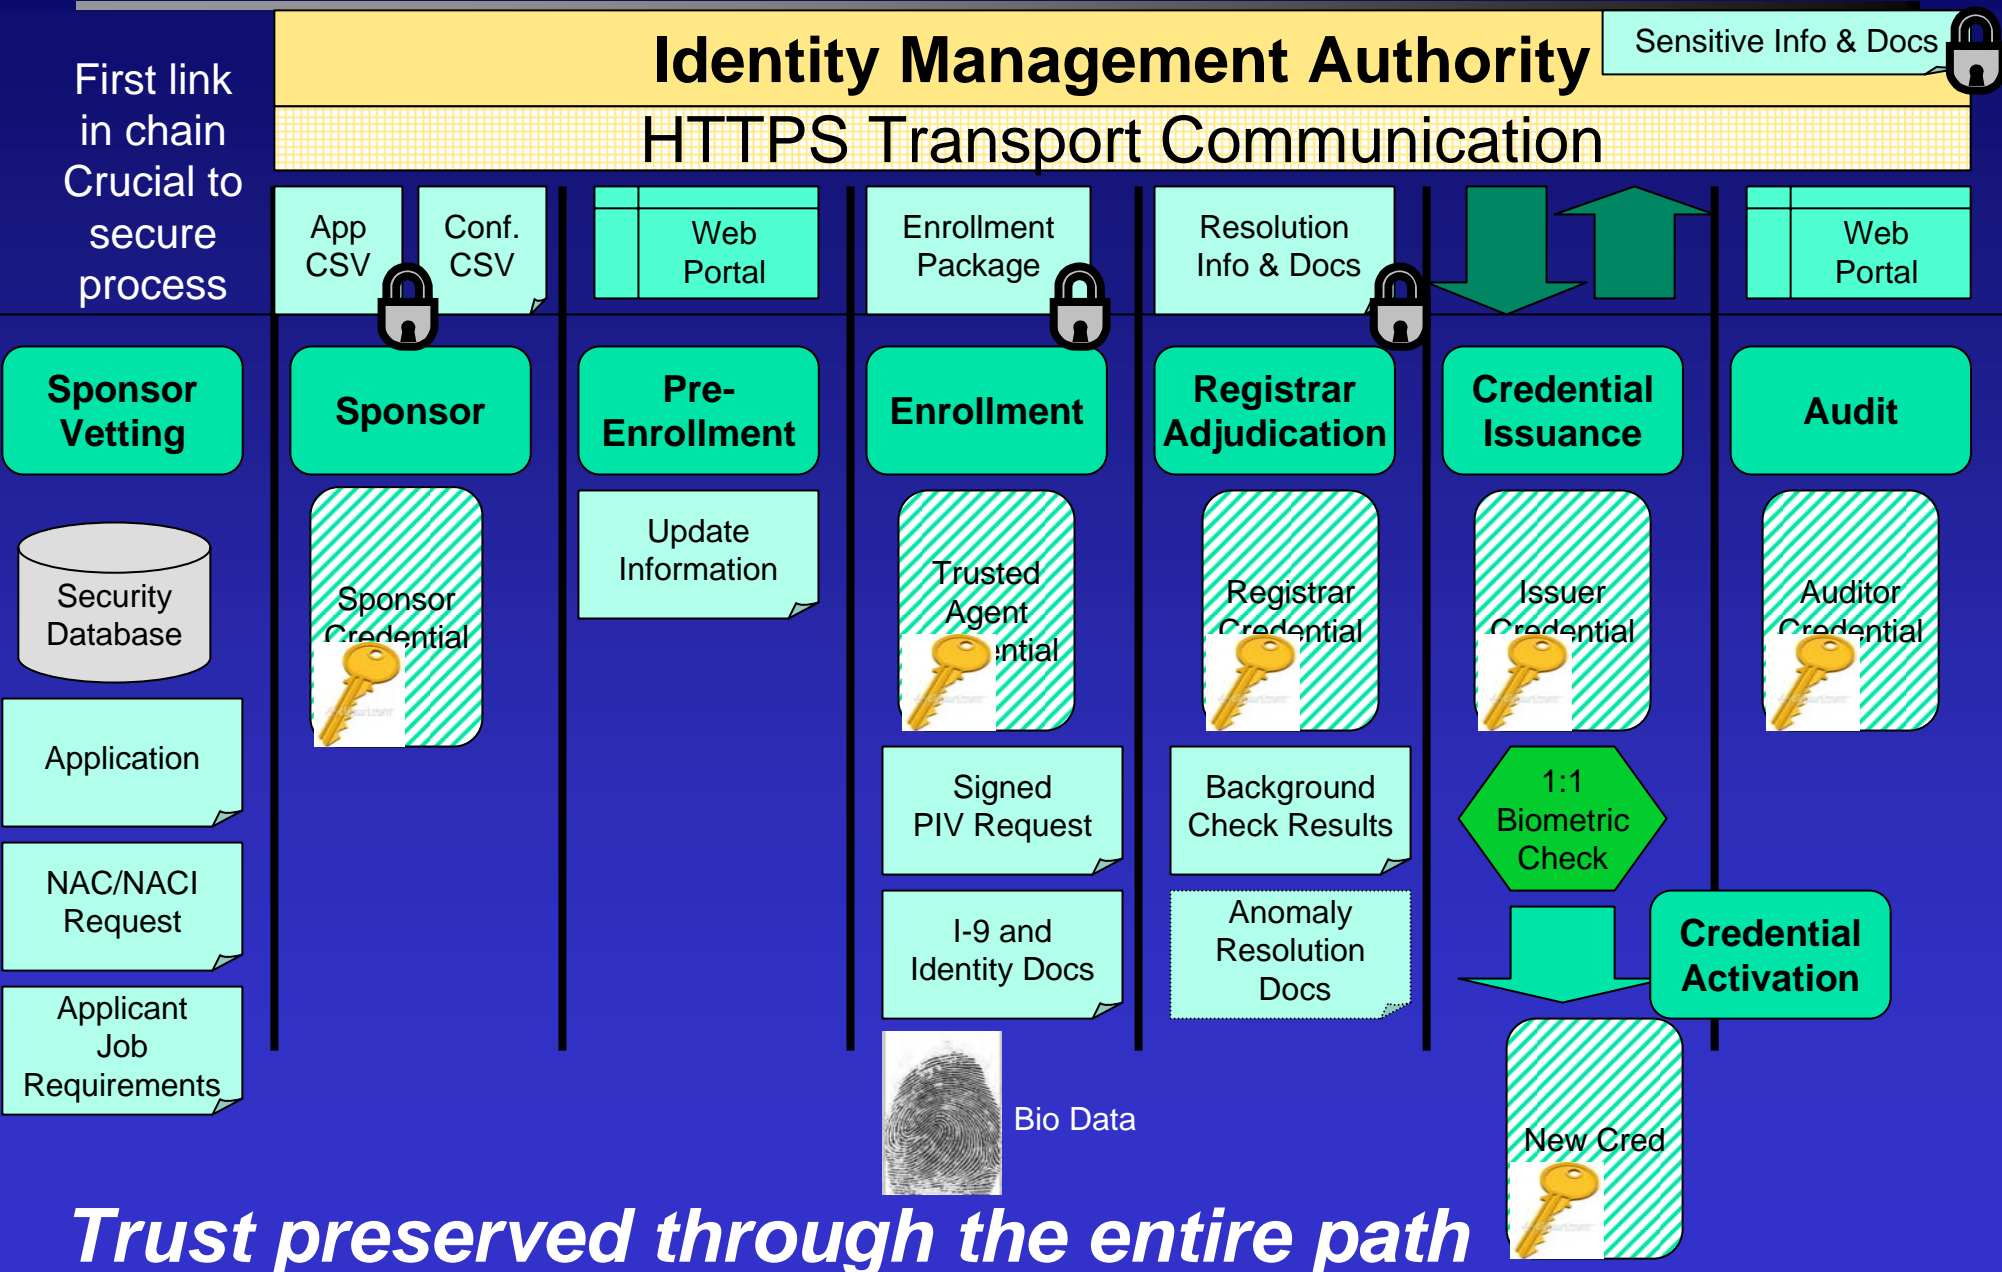 Identity Management Authority
Sensitive Info & Docs
HTTPS Transport Communication
First link
in chain
Crucial to
secure
process
App
CSV
Conf.
CSV
Web
Portal
Enrollment
Package
Resolution
Info & Docs
Web
Portal
Sponsor
Vetting
Sponsor
Pre-
Enrollment
Enrollment
Registrar
Adjudication
Credential
Issuance
Audit
Security
Database
Application
NAC/NACI
Request
Applicant
Job
Requirements
Sponsor
Credential
Update
Information
Trusted
Agent
ential
Signed
PIV Request
I-9 and
Identity Docs
Bio Data
Registrar
Credential
Background
Check Results
Anomaly
Resolution
Docs
Issuer
Credential
1:1
Biometric
Check
Credential
Activation
New Cred
Auditor
Credential
Trust preserved through the entire path